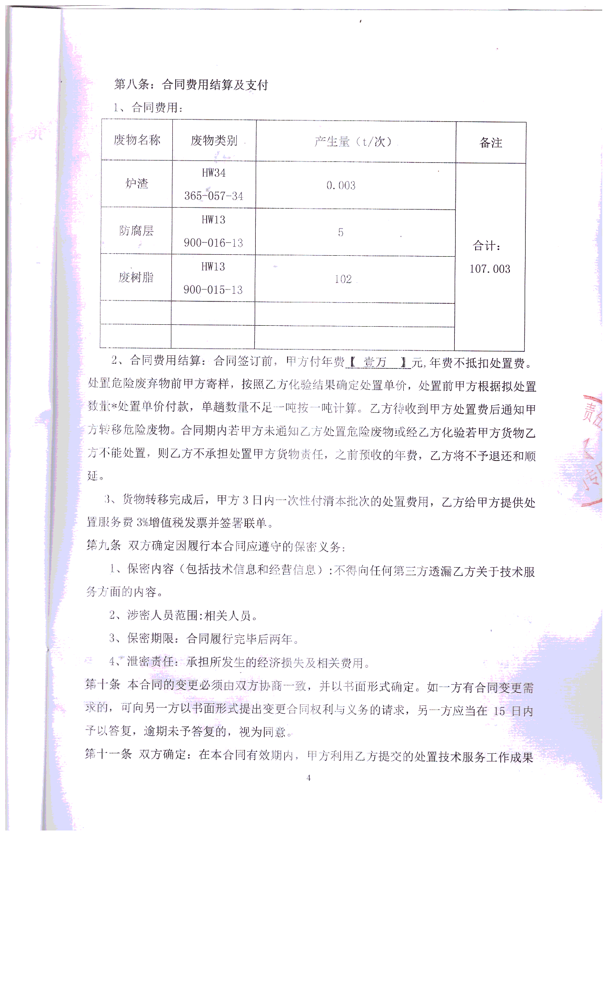 第八条：合同费用结算及支付
1、合同费用：
废物名称 废物类别 产生量（t/次） 备注
炉渣 HW34 365-057-34 0.003
防腐层 HW13 900-016-13 5
废树脂 HW13 900-015-13 102
合计：
107.003
2、合同费用结算：合同签订前，甲方付年费【 壹万 】元,年费不抵扣处置费。
处置危险废弃物前甲方寄样，按照乙方化验结果确定处置单价，处置前甲方根据拟处置
数量*处置单价付款，单趟数量不足一吨按一吨计算。乙方待收到甲方处置费后通知甲
方转移危险废物。合同期内若甲方未通知乙方处置危险废物或经乙方化验若甲方货物乙
方不能处置，则乙方不承担处置甲方货物责任，之前预收的年费，乙方将不予退还和顺
延。
3、货物转移完成后，甲方 3 日内一次性付清本批次的处置费用，乙方给甲方提供处
置服务费 3%增值税发票并签署联单。
第九条 双方确定因履行本合同应遵守的保密义务：
1、保密内容（包括技术信息和经营信息）:不得向任何第三方透漏乙方关于技术服
务方面的内容。
2、涉密人员范围:相关人员。
3、保密期限：合同履行完毕后两年。
4、泄密责任：承担所发生的经济损失及相关费用。
第十条 本合同的变更必须由双方协商一致，并以书面形式确定。如一方有合同变更需
求的，可向另一方以书面形式提出变更合同权利与义务的请求，另一方应当在 15 日内
予以答复，逾期未予答复的，视为同意。
第十一条 双方确定：在本合同有效期内，甲方利用乙方提交的处置技术服务工作成果
4
责任
专用